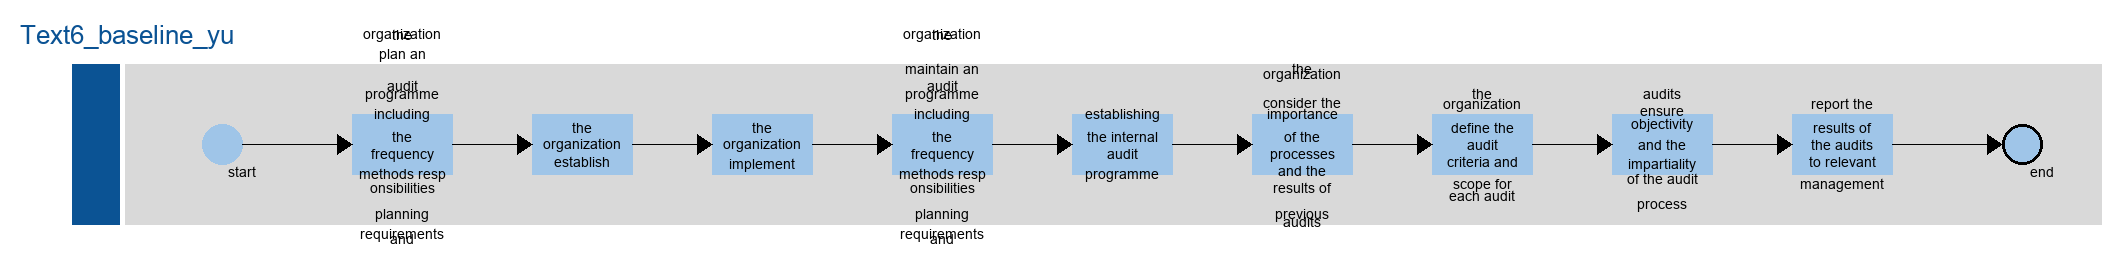 Text6_baseline_yu
start
the
organization
plan an
audit
programme
including
the
frequency
methods resp
onsibilities
planning
requirements
and
the
organization
establish
the
organization
implement
the
organization
maintain an
audit
programme
including
the
frequency
methods resp
onsibilities
planning
requirements
and
establishing
the internal
audit
programme
the
organization
consider the
importance
of the
processes
and the
results of
previous
audits
the
organization
define the
audit
criteria and
scope for
each audit
audits
ensure
objectivity
and the
impartiality
of the audit
process
report the
results of
the audits
to relevant
management
end